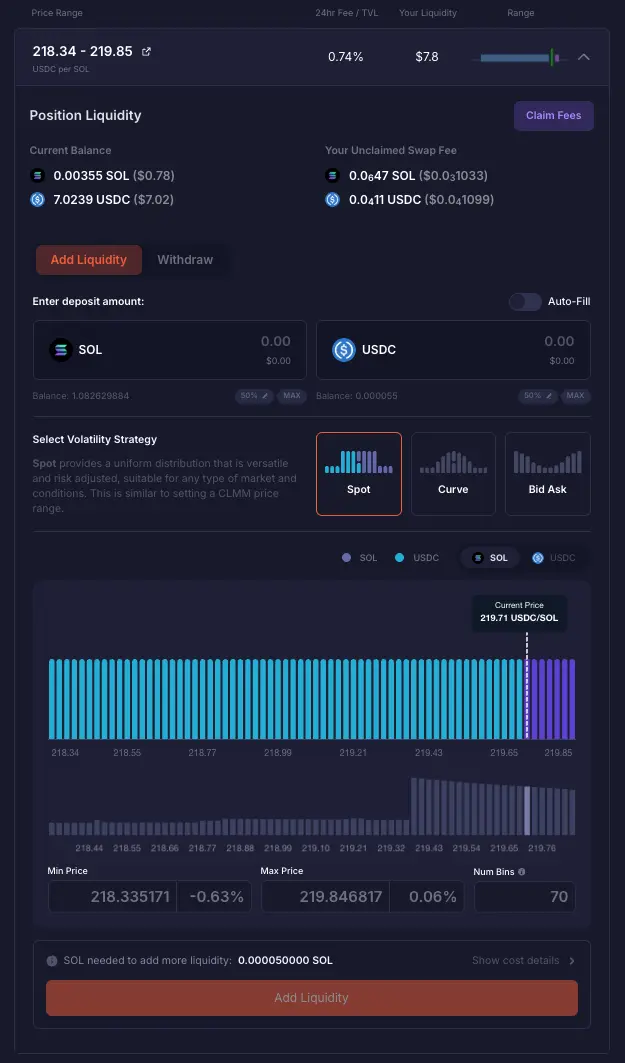 Price Range 24hr Fee / TVL Your Liquidity Range
218.34 - 219.85 0.74% $7.8
USDC per SOL
Position Liquidity Claim Fees
Current Balance Your Unclaimed Swap Fee
0.00355 SOL ($0.78) 0.0₆47 SOL ($0.0₃1033)
7.0239 USDC ($7.02) 0.0₄11 USDC ($0.0₄1099)
Add Liquidity Withdraw
Enter deposit amount: Auto-Fill
SOL 0.00 USDC 0.00
$0.00 $0.00
Balance: 1.082629884 50% MAX Balance: 0.000055 50% MAX
Select Volatility Strategy
Spot provides a uniform distribution that is versatile
and risk adjusted, suitable for any type of market and
conditions. This is similar to setting a CLMM price
range.
Spot Curve Bid Ask
SOL USDC SOL USDC
Current Price
219.71 USDC/SOL
218.34 218.55 218.77 218.99 219.21 219.43 219.65 219.85
218.44 218.55 218.66 218.77 218.88 218.99 219.10 219.21 219.32 219.43 219.54 219.65 219.76
Min Price Max Price Num Bins
218.335171 -0.63% 219.846817 0.06% 70
SOL needed to add more liquidity: 0.000050000 SOL Show cost details
Add Liquidity